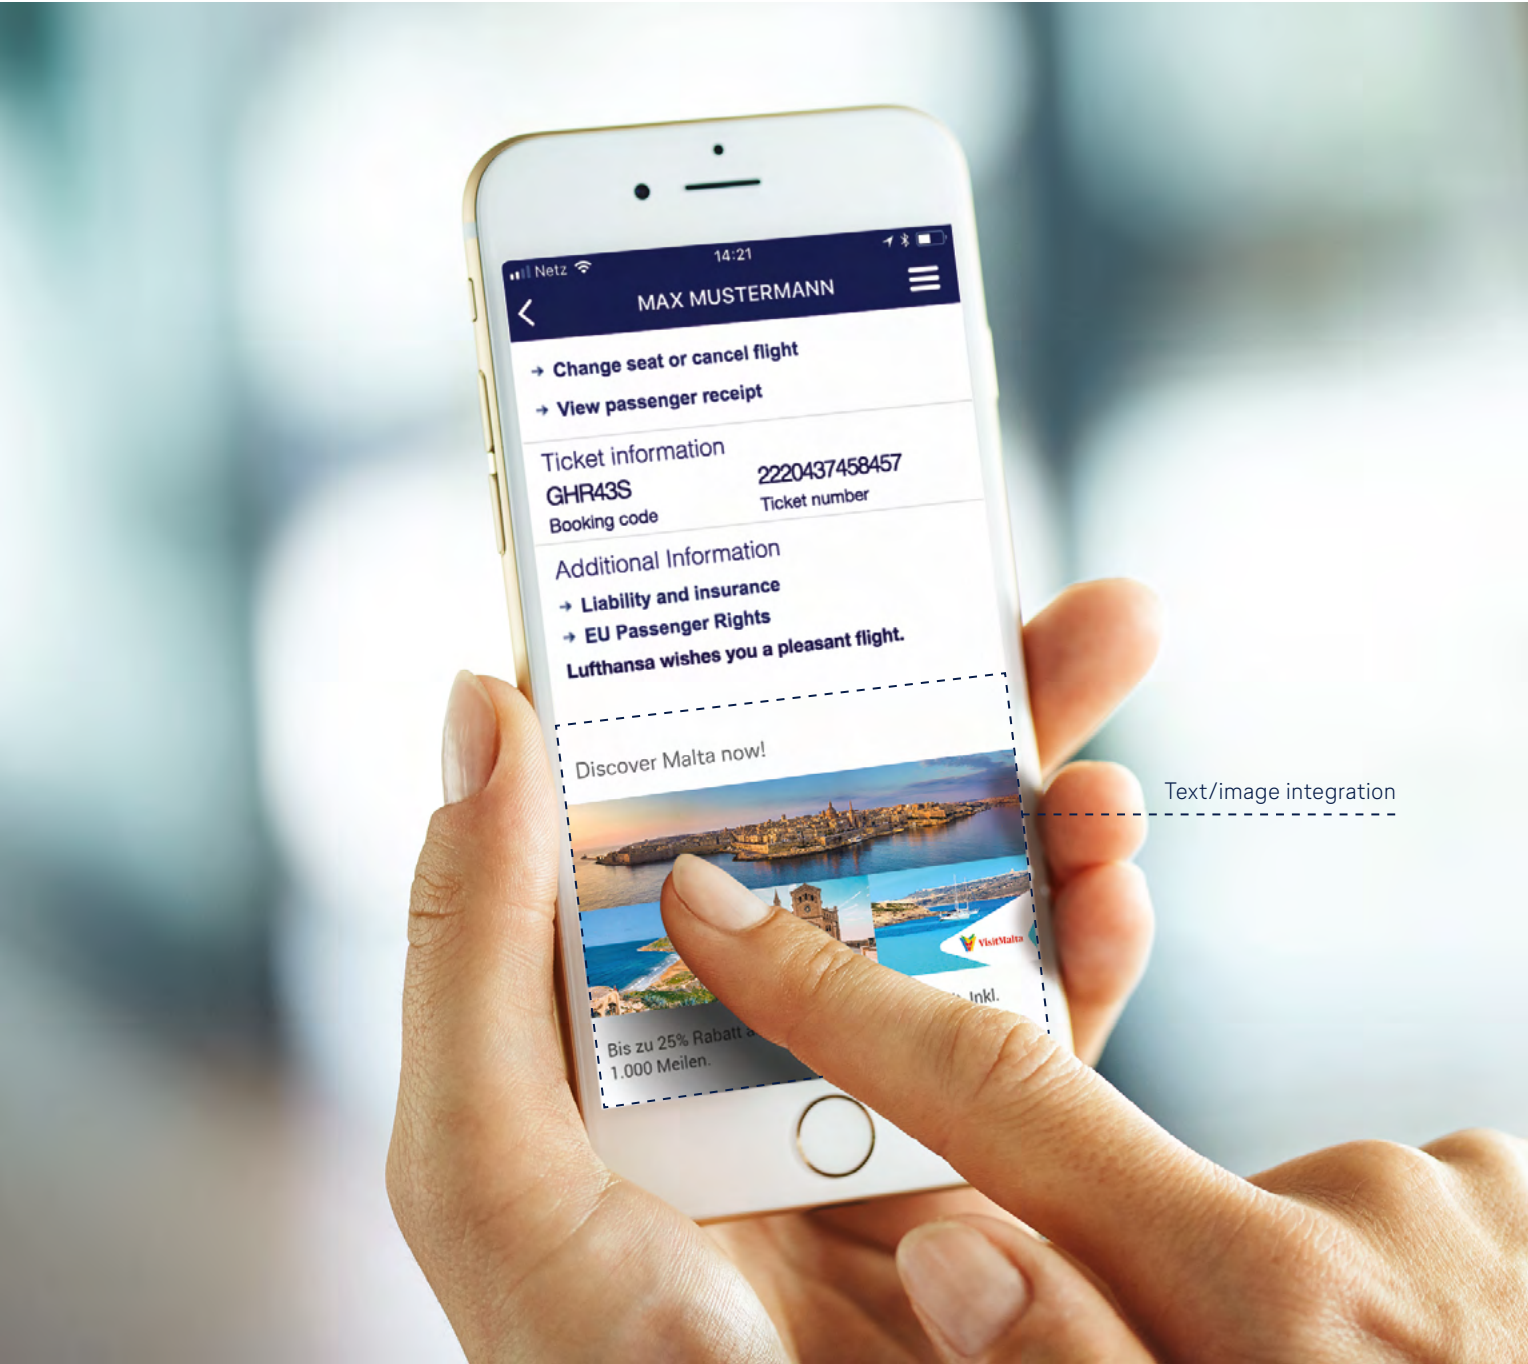 Netz
14:21
MAX MUSTERMANN
→ Change seat or cancel flight
→ View passenger receipt
Ticket information
GHR43S 2220437458457
Booking code Ticket number
Additional Information
→ Liability and insurance
→ EU Passenger Rights
Lufthansa wishes you a pleasant flight.
Discover Malta now!
Text/image integration
VisitMalta
Bis zu 25% Rabatt Inkl.
1.000 Meilen.